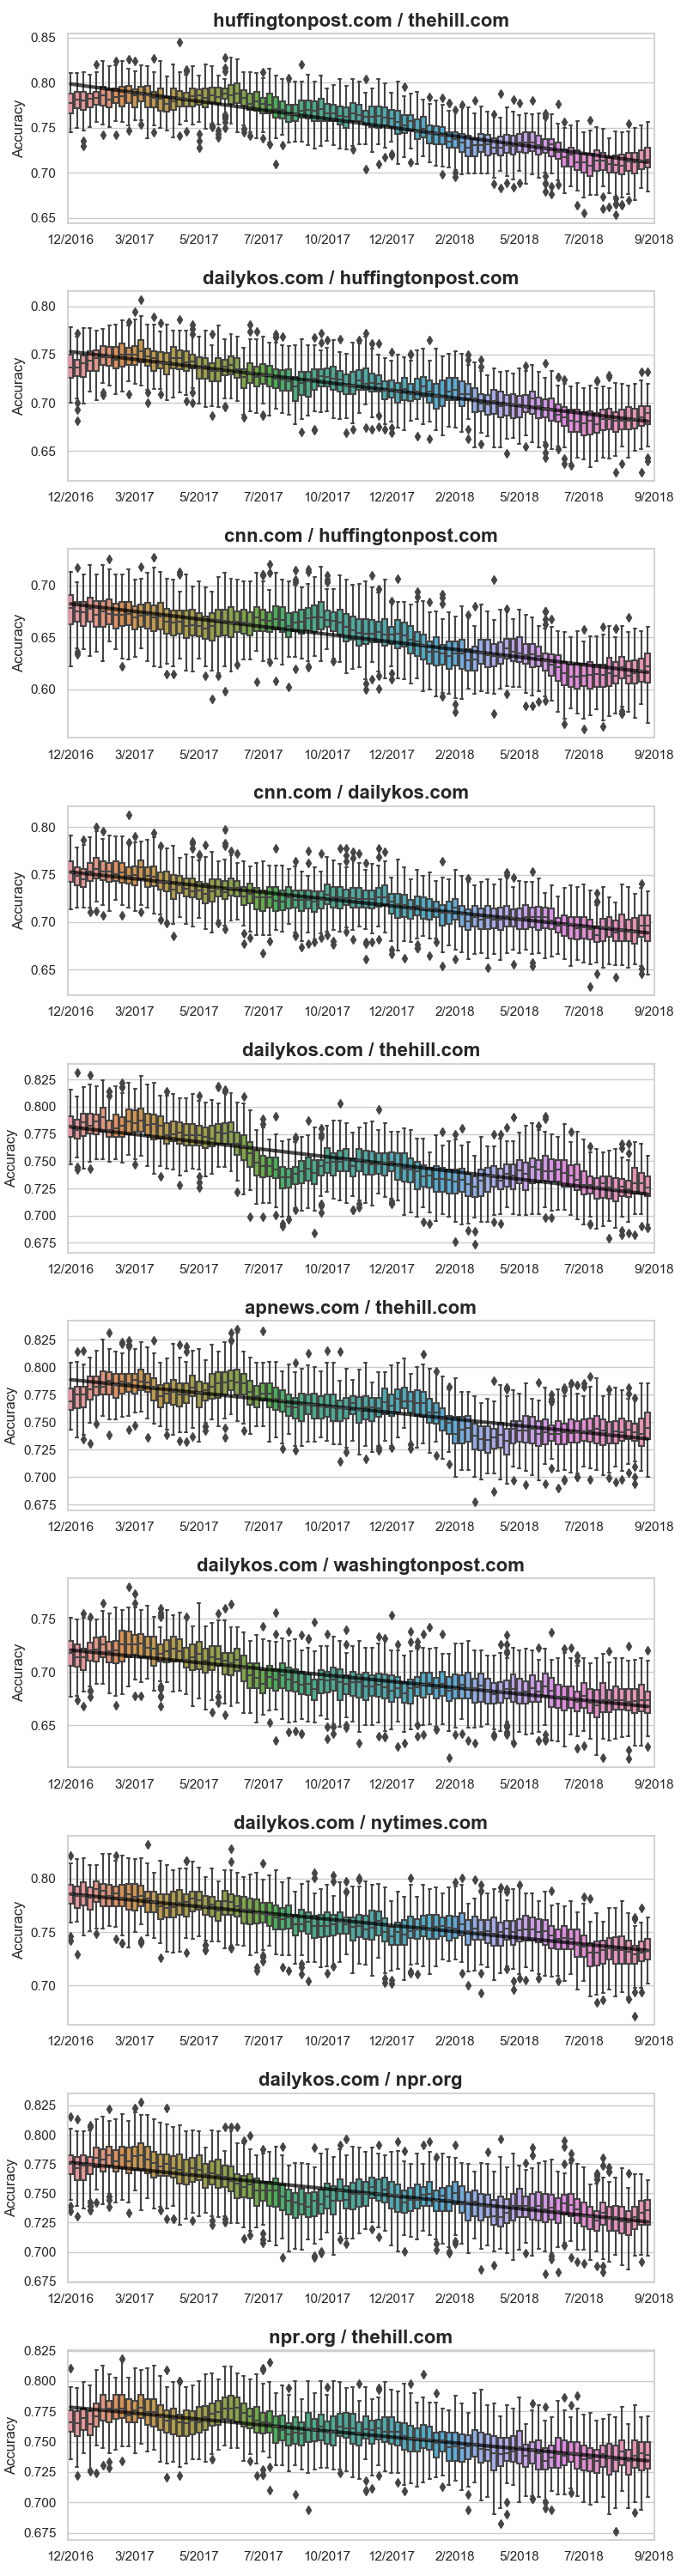 huffingtonpost.com / thehill.com
0.85
0.80
0.75
0.70
0.65
Accuracy
12/2016 3/2017 5/2017 7/2017 10/2017 12/2017 2/2018 5/2018 7/2018 9/2018
dailykos.com / huffingtonpost.com
0.80
0.75
0.70
0.65
Accuracy
12/2016 3/2017 5/2017 7/2017 10/2017 12/2017 2/2018 5/2018 7/2018 9/2018
cnn.com / huffingtonpost.com
0.70
0.65
0.60
Accuracy
12/2016 3/2017 5/2017 7/2017 10/2017 12/2017 2/2018 5/2018 7/2018 9/2018
cnn.com / dailykos.com
0.80
0.75
0.70
0.65
Accuracy
12/2016 3/2017 5/2017 7/2017 10/2017 12/2017 2/2018 5/2018 7/2018 9/2018
dailykos.com / thehill.com
0.825
0.800
0.775
0.750
0.725
0.700
0.675
Accuracy
12/2016 3/2017 5/2017 7/2017 10/2017 12/2017 2/2018 5/2018 7/2018 9/2018
apnews.com / thehill.com
0.825
0.800
0.775
0.750
0.725
0.700
0.675
Accuracy
12/2016 3/2017 5/2017 7/2017 10/2017 12/2017 2/2018 5/2018 7/2018 9/2018
dailykos.com / washingtonpost.com
0.75
0.70
0.65
Accuracy
12/2016 3/2017 5/2017 7/2017 10/2017 12/2017 2/2018 5/2018 7/2018 9/2018
dailykos.com / nytimes.com
0.80
0.75
0.70
Accuracy
12/2016 3/2017 5/2017 7/2017 10/2017 12/2017 2/2018 5/2018 7/2018 9/2018
dailykos.com / npr.org
0.825
0.800
0.775
0.750
0.725
0.700
0.675
Accuracy
12/2016 3/2017 5/2017 7/2017 10/2017 12/2017 2/2018 5/2018 7/2018 9/2018
npr.org / thehill.com
0.825
0.800
0.775
0.750
0.725
0.700
0.675
Accuracy
12/2016 3/2017 5/2017 7/2017 10/2017 12/2017 2/2018 5/2018 7/2018 9/2018